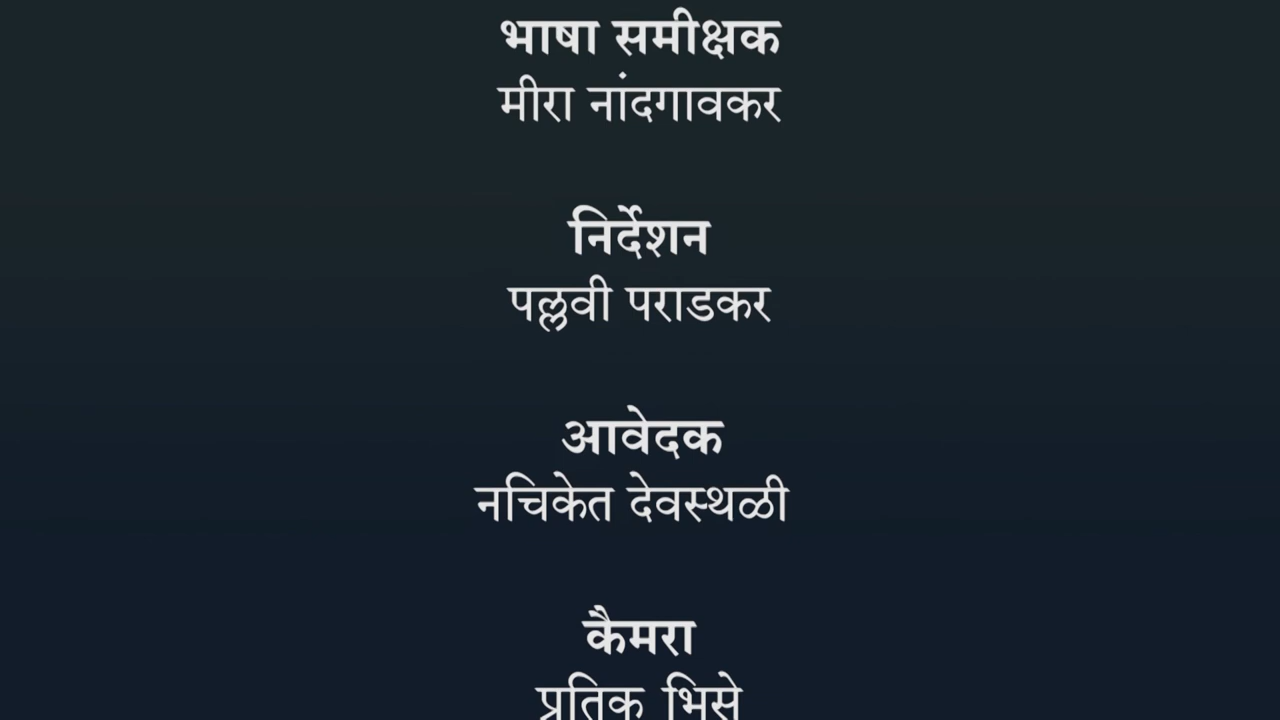 भाषा समीक्षक
मीरा नांदगावकर
निर्देशन
पल्लवी पराडकर
आवेदक
नचिकेत देवस्थळी
कैमरा
प्रतिक भिसे